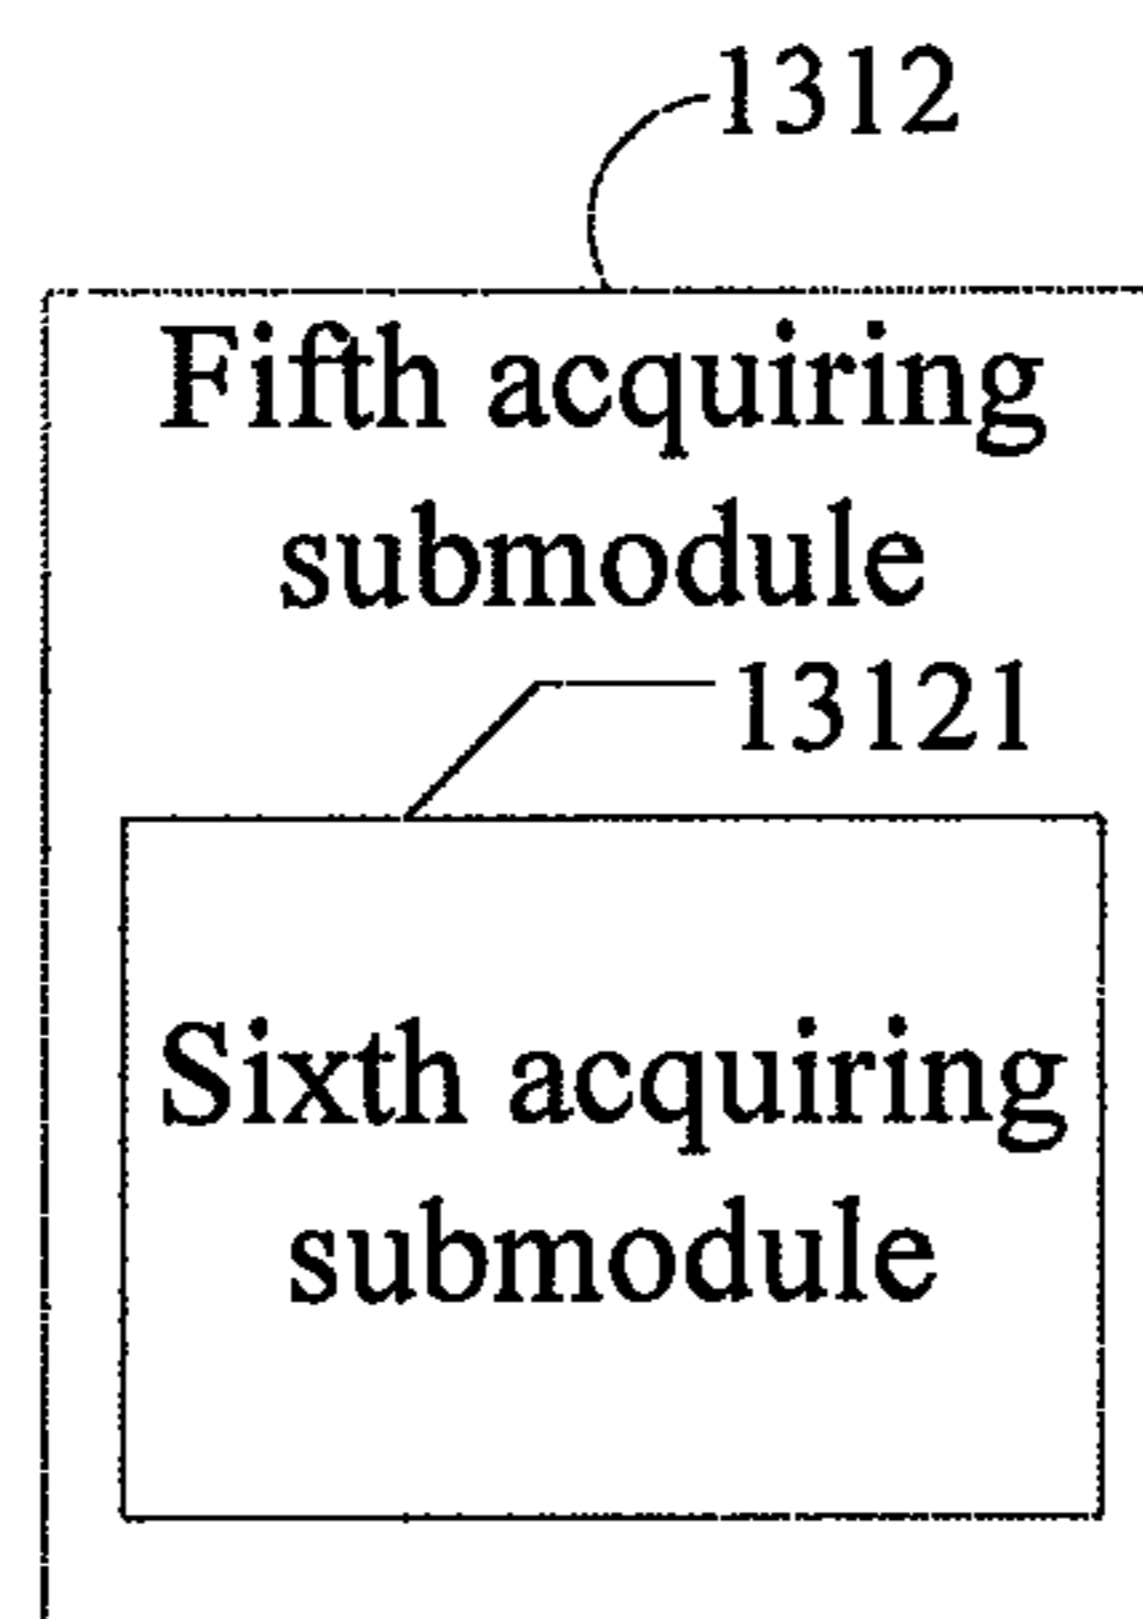 1312
Fifth acquiring
submodule
13121
Sixth acquiring
submodule